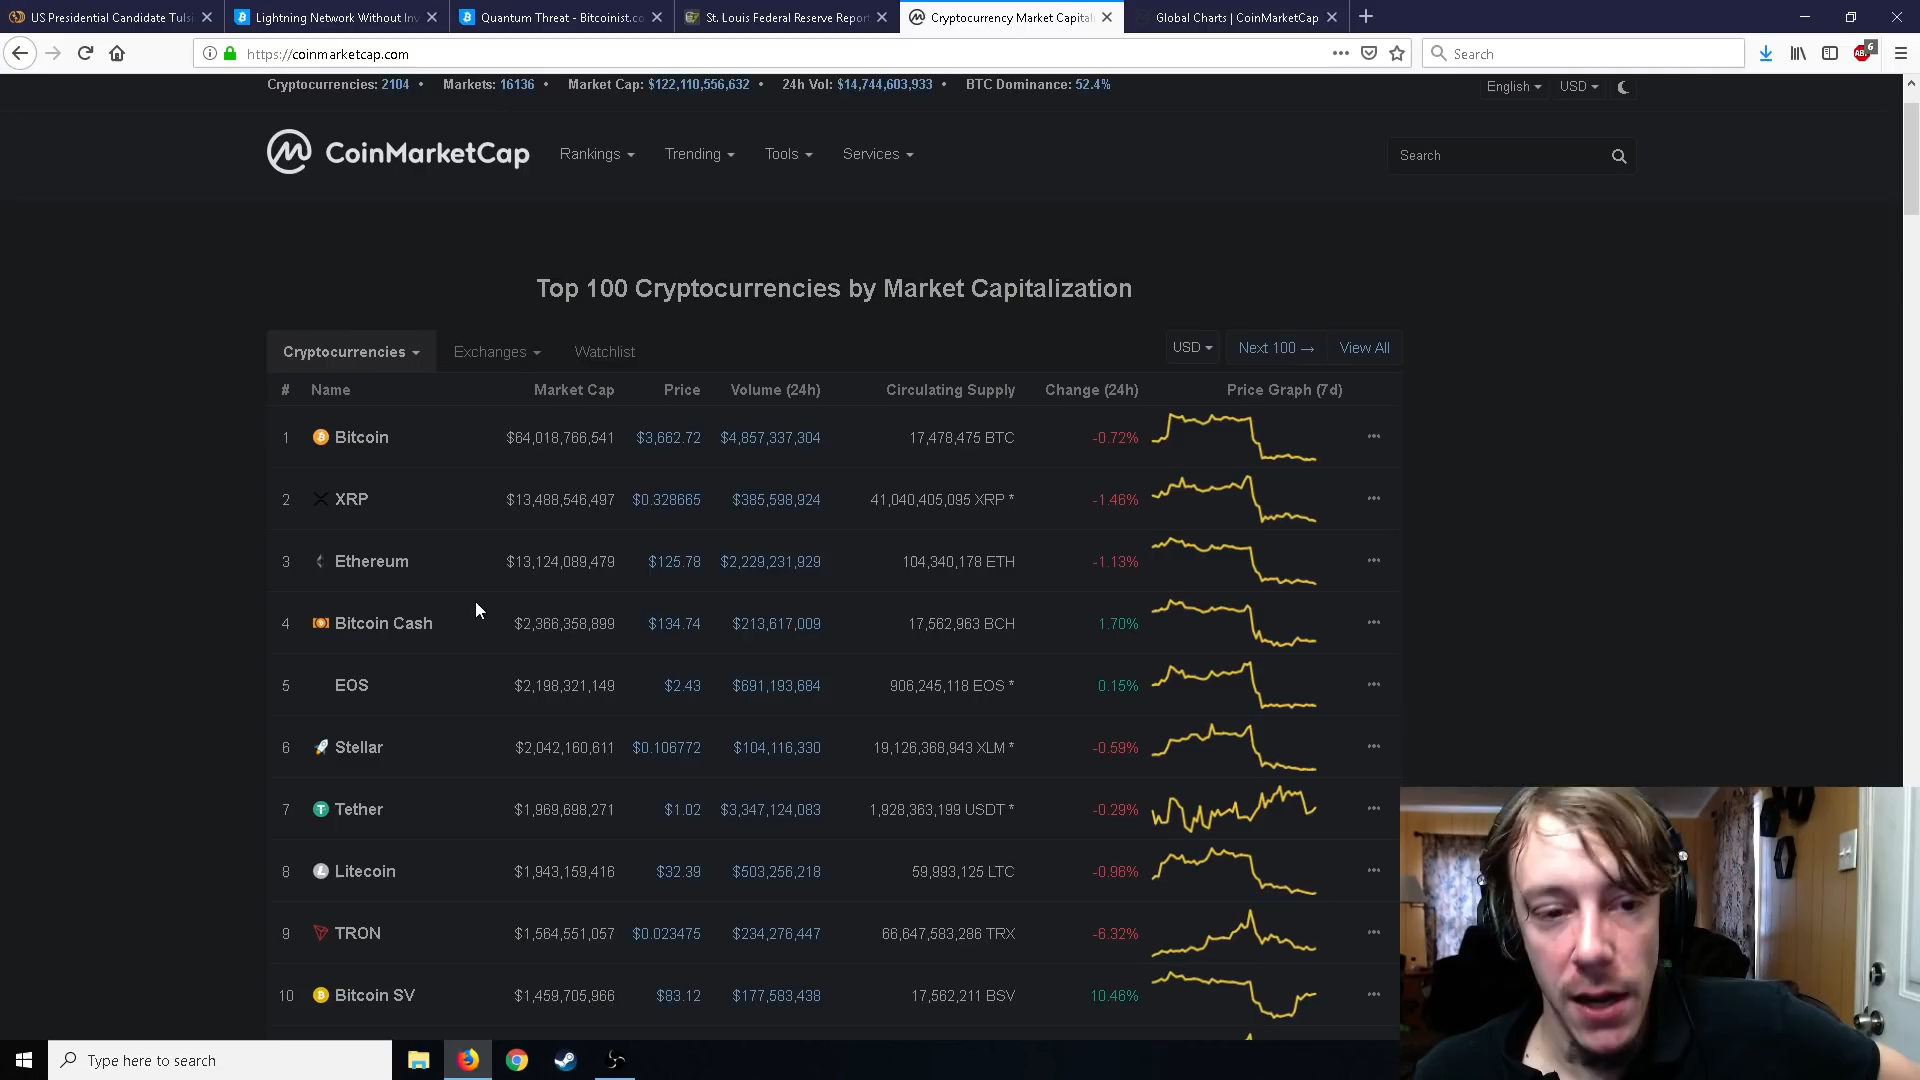 US Presidential Candidate Tulsi
Lightning Network Without Inv
Quantum Threat - Bitcoinist.co
St. Louis Federal Reserve Report
Cryptocurrency Market Capital
Global Charts | CoinMarketCap
https://coinmarketcap.com
Search
6
Cryptocurrencies: 2104 • Markets: 16136 • Market Cap: $122,110,556,632 • 24h Vol: $14,744,603,933 • BTC Dominance: 52.4%
English USD
CoinMarketCap Rankings Trending Tools Services Search
Top 100 Cryptocurrencies by Market Capitalization
Cryptocurrencies Exchanges Watchlist USD Next 100 → View All
# Name Market Cap Price Volume (24h) Circulating Supply Change (24h) Price Graph (7d)
1 Bitcoin $64,018,766,541 $3,662.72 $4,857,337,304 17,478,475 BTC -0.72%
2 XRP $13,488,546,497 $0.328665 $385,598,924 41,040,405,095 XRP * -1.46%
3 Ethereum $13,124,089,479 $125.78 $2,229,231,929 104,340,178 ETH -1.13%
4 Bitcoin Cash $2,366,358,899 $134.74 $213,617,009 17,562,963 BCH 1.70%
5 EOS $2,198,321,149 $2.43 $691,193,684 906,245,118 EOS * 0.15%
6 Stellar $2,042,160,611 $0.106772 $104,116,330 19,126,368,943 XLM * -0.59%
7 Tether $1,969,698,271 $1.02 $3,347,124,083 1,928,363,199 USDT * -0.29%
8 Litecoin $1,943,159,416 $32.39 $503,256,218 59,993,125 LTC -0.96%
9 TRON $1,564,551,057 $0.023475 $234,276,447 66,647,583,286 TRX -6.32%
10 Bitcoin SV $1,459,705,966 $83.12 $177,583,438 17,562,211 BSV 10.46%
Type here to search